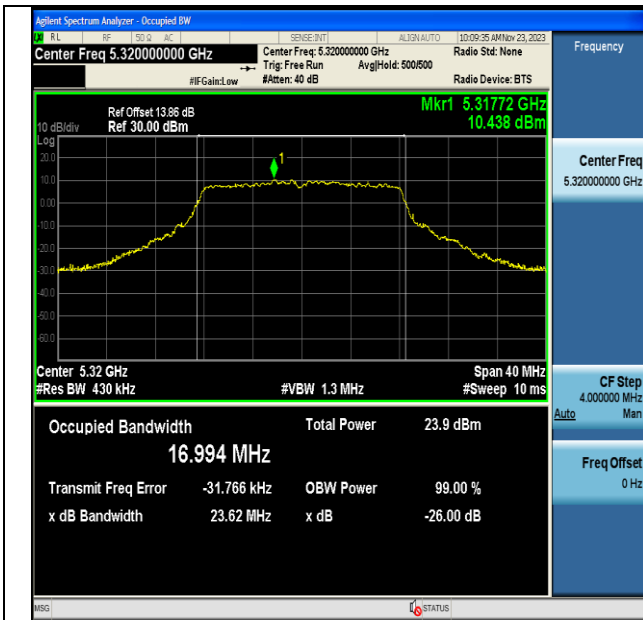 Agilent Spectrum Analyzer - Occupied BW
RL RF 50 Ω AC SENSE:INT ALIGN AUTO 10:09:35 AM Nov 23, 2023
Center Freq 5.320000000 GHz
Center Freq: 5.320000000 GHz
Radio Std: None
Trig: Free Run Avg|Hold: 500/500
#IFGain:Low
#Atten: 40 dB
Radio Device: BTS
Ref Offset 13.86 dB
10 dB/div Ref 30.00 dBm
Mkr1 5.31772 GHz
10.438 dBm
Log
20.0
10.0
0.00
-10.0
-20.0
-30.0
-40.0
-50.0
-60.0
1
Center 5.32 GHz Span 40 MHz
#Res BW 430 kHz #VBW 1.3 MHz #Sweep 10 ms
Occupied Bandwidth Total Power 23.9 dBm
16.994 MHz
Transmit Freq Error -31.766 kHz OBW Power 99.00 %
x dB Bandwidth 23.62 MHz x dB -26.00 dB
MSG STATUS
Frequency
Center Freq
5.320000000 GHz
CF Step
4.000000 MHz
Auto Man
Freq Offset
0 Hz